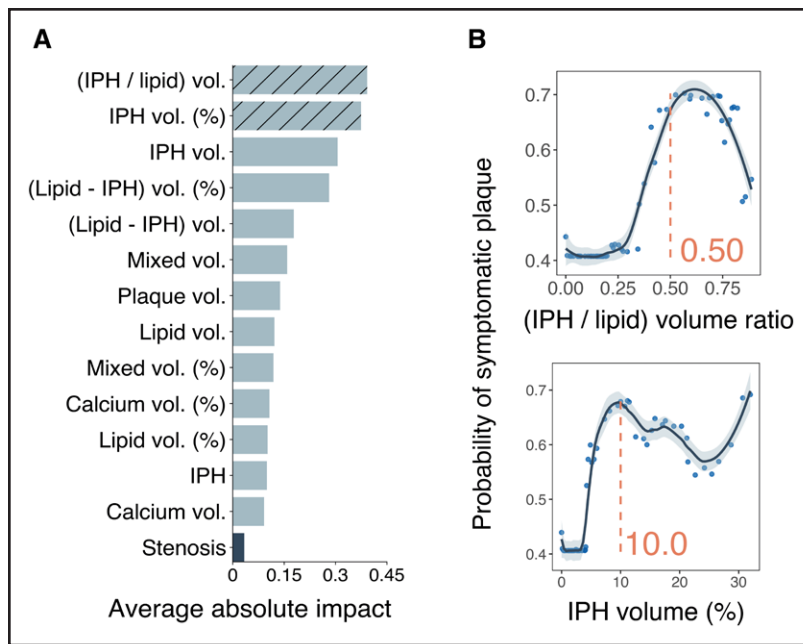 A
(IPH / lipid) vol.
IPH vol. (%)
IPH vol.
(Lipid - IPH) vol. (%)
(Lipid - IPH) vol.
Mixed vol.
Plaque vol.
Lipid vol.
Mixed vol. (%)
Calcium vol. (%)
Lipid vol. (%)
IPH
Calcium vol.
Stenosis
0 0.15 0.3 0.45
Average absolute impact
B
Probability of symptomatic plaque
0.7
0.6
0.5
0.4
0.50
0.00 0.25 0.50 0.75
(IPH / lipid) volume ratio
0.7
0.6
0.5
0.4
10.0
0 10 20 30
IPH volume (%)